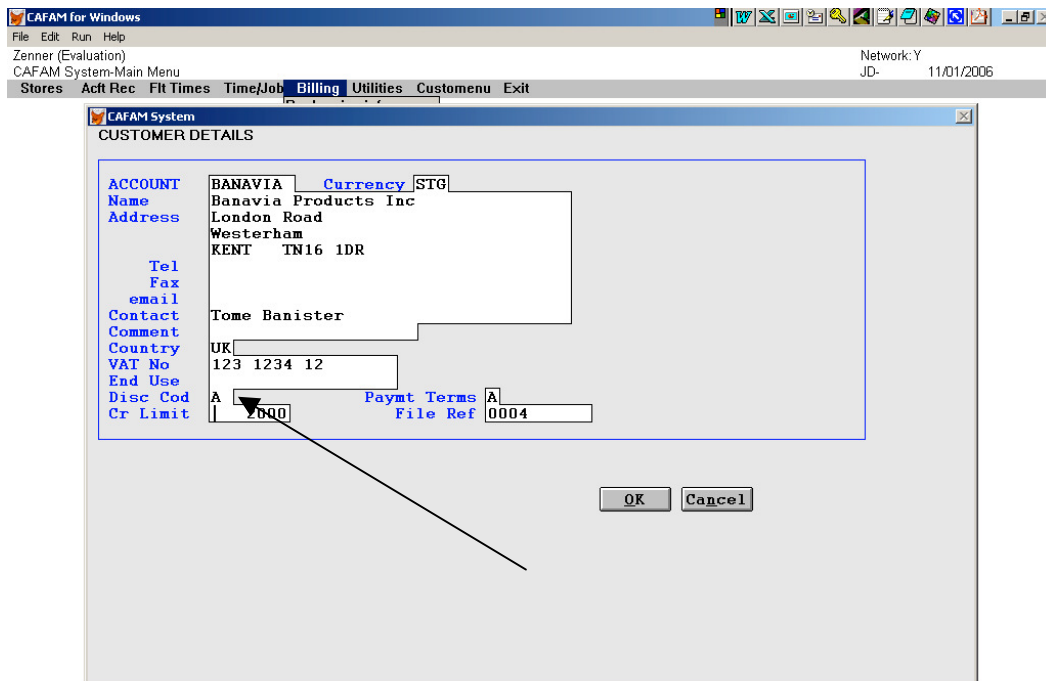 CAFAM for Windows
File Edit Run Help
Zenner (Evaluation) Network: Y
CAFAM System-Main Menu JD- 11/01/2006
Stores Acft Rec Flt Times Time/Job Billing Utilities Customenu Exit
CAFAM System
CUSTOMER DETAILS
ACCOUNT BANAVIA Currency STG
Name Banavia Products Inc
Address London Road
Westerham
KENT TN16 1DR
Tel
Fax
email
Contact Tome Banister
Comment
Country UK
VAT No 123 1234 12
End Use
Disc Cod A Paymt Terms A
Cr Limit 2000 File Ref 0004
OK Cancel